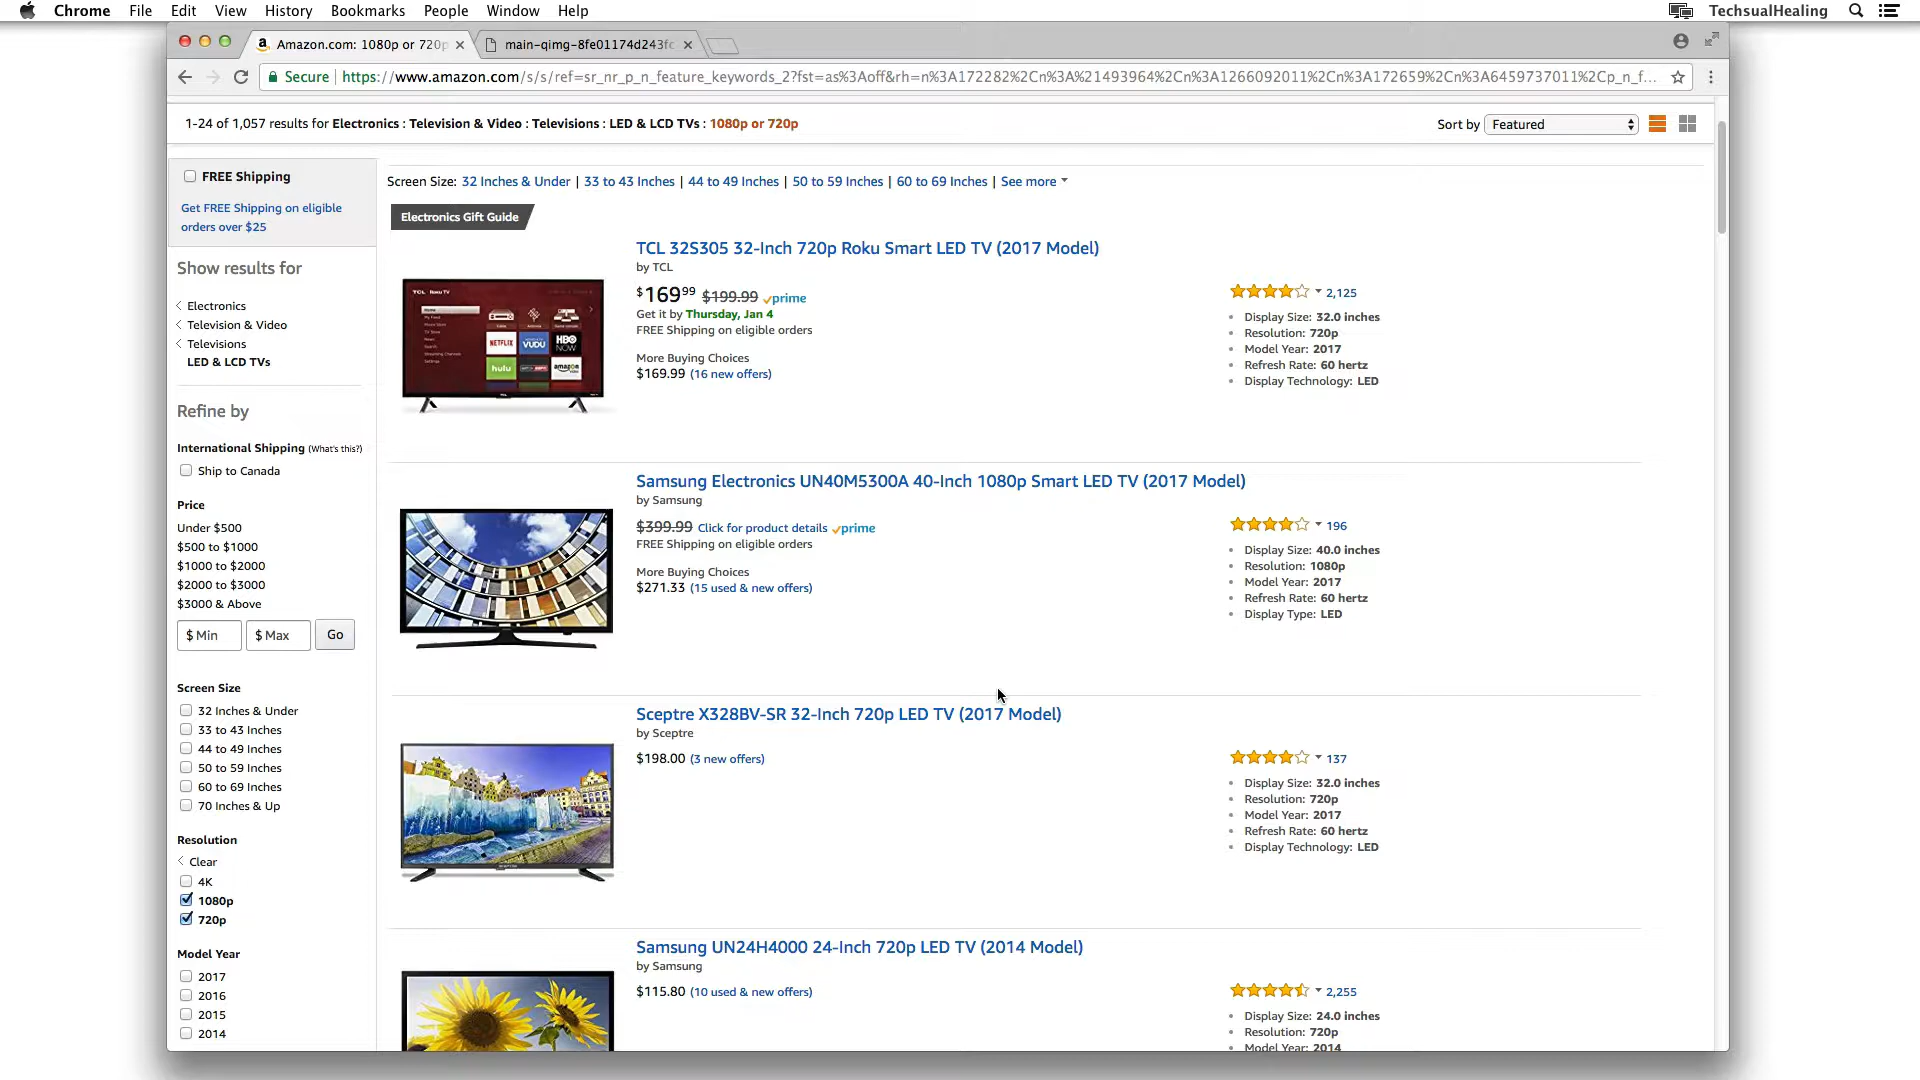 Chrome File Edit View History Bookmarks People Window Help TechsualHealing
Amazon.com: 1080p or 720p
main-qimg-8fe01174d243fc
Secure https://www.amazon.com/s/s/ref=sr_nr_p_n_feature_keywords_2?fst=as%3Aoff&rh=n%3A172282%2Cn%3A%21493964%2Cn%3A1266092011%2Cn%3A172659%2Cn%3A6459737011%2Cp_n_f...
1-24 of 1,057 results for Electronics : Television & Video : Televisions : LED & LCD TVs : 1080p or 720p
Sort by Featured
FREE Shipping
Get FREE Shipping on eligible
orders over $25
Show results for
Electronics
Television & Video
Televisions
LED & LCD TVs
Refine by
International Shipping (What's this?)
Ship to Canada
Price
Under $500
$500 to $1000
$1000 to $2000
$2000 to $3000
$3000 & Above
$ Min $ Max Go
Screen Size
32 Inches & Under
33 to 43 Inches
44 to 49 Inches
50 to 59 Inches
60 to 69 Inches
70 Inches & Up
Resolution
Clear
4K
1080p
720p
Model Year
2017
2016
2015
2014
Screen Size: 32 Inches & Under | 33 to 43 Inches | 44 to 49 Inches | 50 to 59 Inches | 60 to 69 Inches | See more
Electronics Gift Guide
TCL 32S305 32-Inch 720p Roku Smart LED TV (2017 Model)
by TCL
$169 99 $199.99 prime
Get it by Thursday, Jan 4
FREE Shipping on eligible orders
More Buying Choices
$169.99 (16 new offers)
2,125
Display Size: 32.0 inches
Resolution: 720p
Model Year: 2017
Refresh Rate: 60 hertz
Display Technology: LED
TCL Roku TV
Home
NETFLIX VUDU HBO NOW
hulu amazon
Samsung Electronics UN40M5300A 40-Inch 1080p Smart LED TV (2017 Model)
by Samsung
$399.99 Click for product details prime
FREE Shipping on eligible orders
More Buying Choices
$271.33 (15 used & new offers)
196
Display Size: 40.0 inches
Resolution: 1080p
Model Year: 2017
Refresh Rate: 60 hertz
Display Type: LED
Sceptre X328BV-SR 32-Inch 720p LED TV (2017 Model)
by Sceptre
$198.00 (3 new offers)
137
Display Size: 32.0 inches
Resolution: 720p
Model Year: 2017
Refresh Rate: 60 hertz
Display Technology: LED
Samsung UN24H4000 24-Inch 720p LED TV (2014 Model)
by Samsung
$115.80 (10 used & new offers)
2,255
Display Size: 24.0 inches
Resolution: 720p
Model Year: 2014